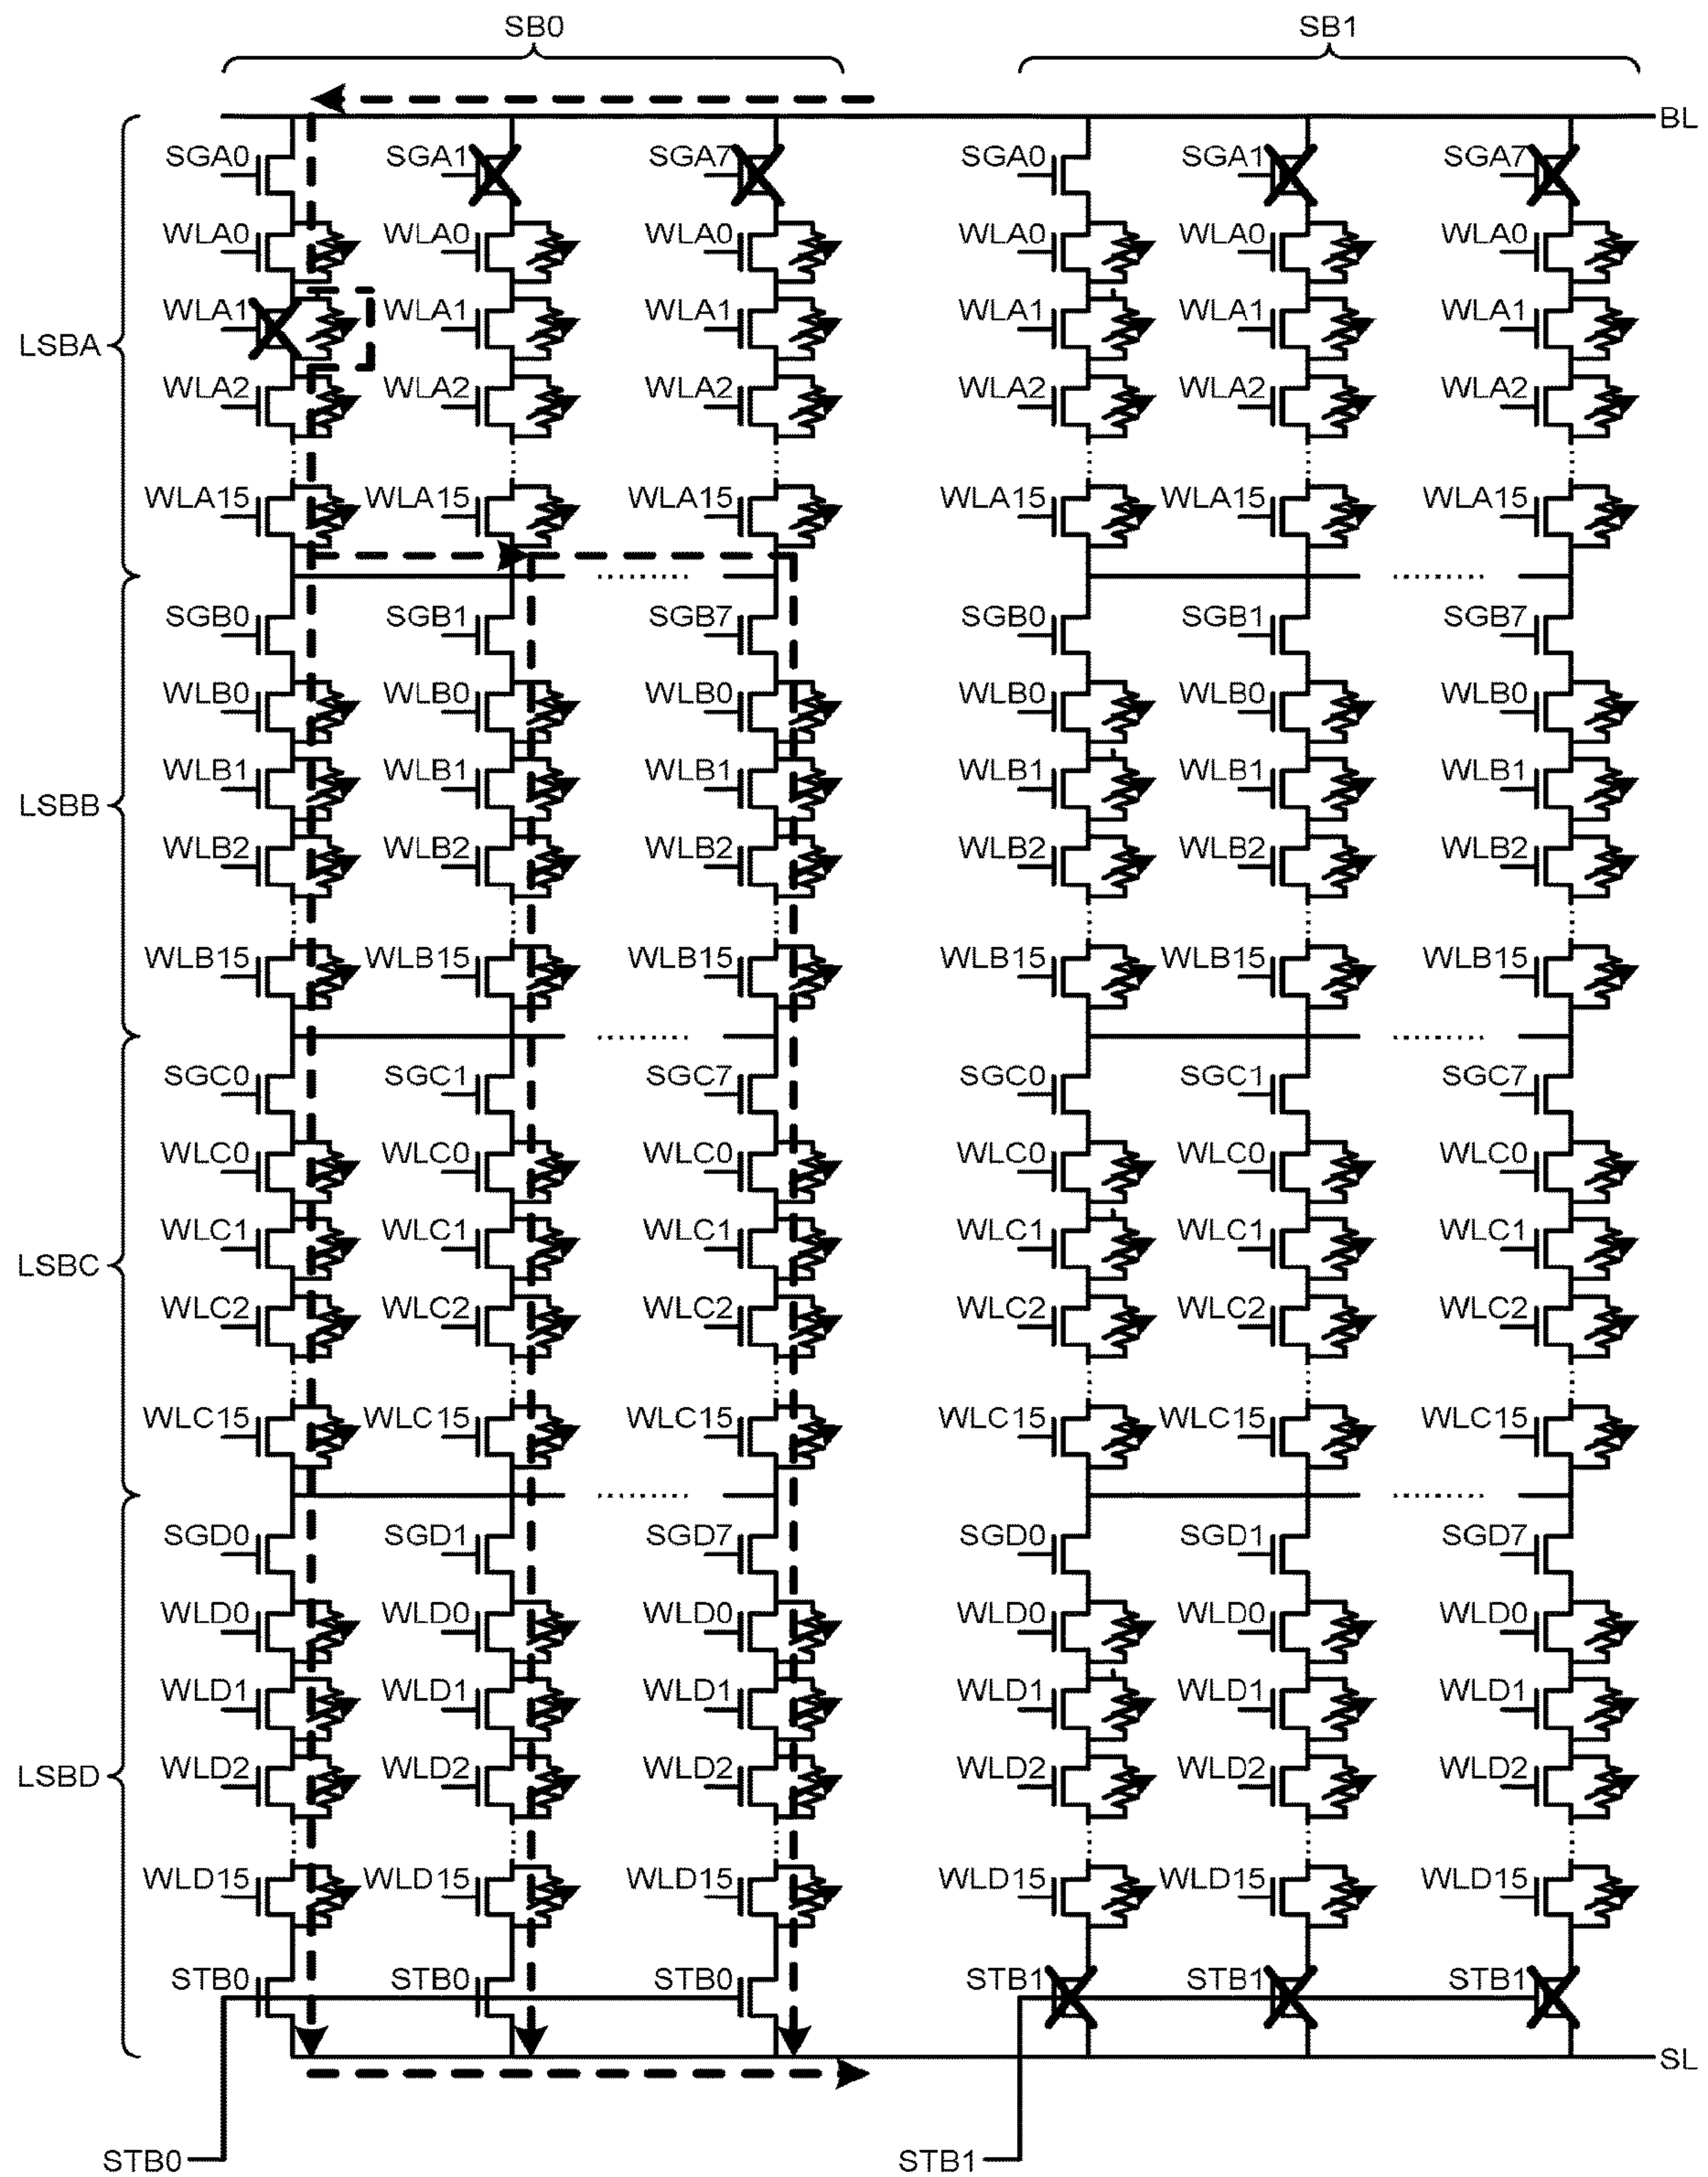 SB0 SB1
BL
SGA0 SGA1 SGA7 SGA0 SGA1 SGA7
WLA0 WLA0 WLA0 WLA0 WLA0 WLA0
WLA1 WLA1 WLA1 WLA1 WLA1 WLA1
LSBA
WLA2 WLA2 WLA2 WLA2 WLA2 WLA2
WLA15 WLA15 WLA15 WLA15 WLA15 WLA15
SGB0 SGB1 SGB7 SGB0 SGB1 SGB7
WLB0 WLB0 WLB0 WLB0 WLB0 WLB0
WLB1 WLB1 WLB1 WLB1 WLB1 WLB1
LSBB
WLB2 WLB2 WLB2 WLB2 WLB2 WLB2
WLB15 WLB15 WLB15 WLB15 WLB15 WLB15
SGC0 SGC1 SGC7 SGC0 SGC1 SGC7
WLC0 WLC0 WLC0 WLC0 WLC0 WLC0
WLC1 WLC1 WLC1 WLC1 WLC1 WLC1
LSBC
WLC2 WLC2 WLC2 WLC2 WLC2 WLC2
WLC15 WLC15 WLC15 WLC15 WLC15 WLC15
SGD0 SGD1 SGD7 SGD0 SGD1 SGD7
WLD0 WLD0 WLD0 WLD0 WLD0 WLD0
WLD1 WLD1 WLD1 WLD1 WLD1 WLD1
LSBD WLD2 WLD2 WLD2 WLD2 WLD2 WLD2
WLD15 WLD15 WLD15 WLD15 WLD15 WLD15
STB0 STB0 STB0 STB1 STB1 STB1
SL
STB0 STB1